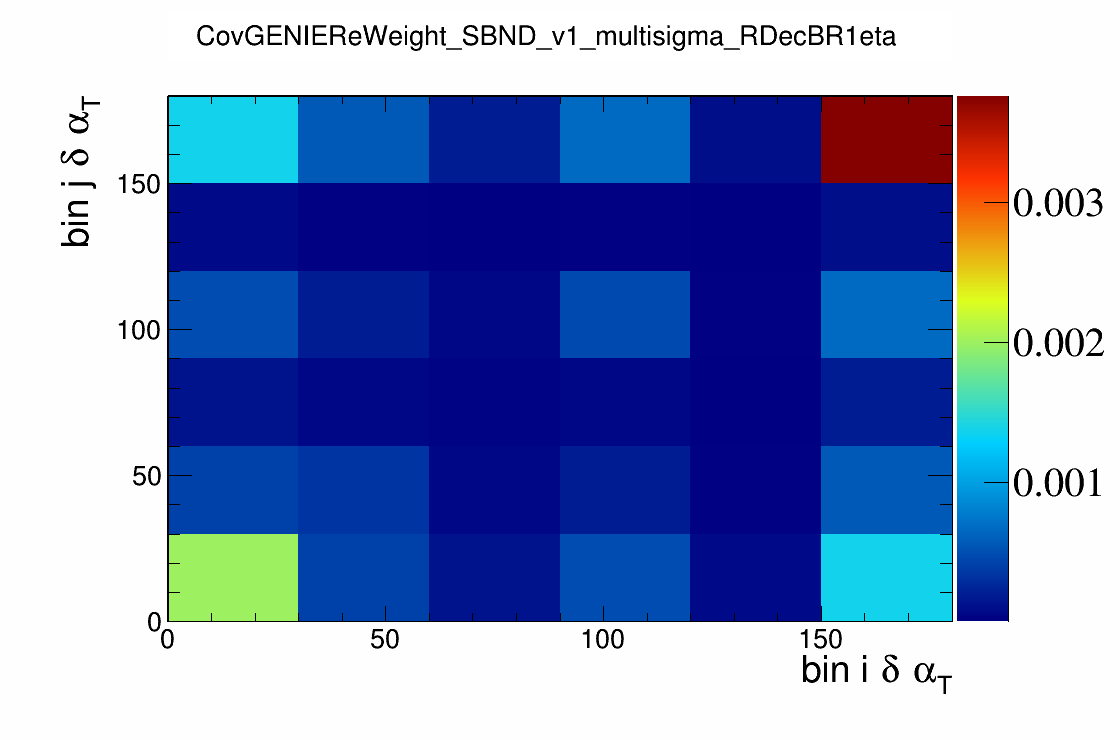 CovGENIEReWeight_SBND_v1_multisigma_RDecBR1eta
bin j δ α_T
150
100
50
0
0 50 100 150
bin i δ α_T
0.003
0.002
0.001